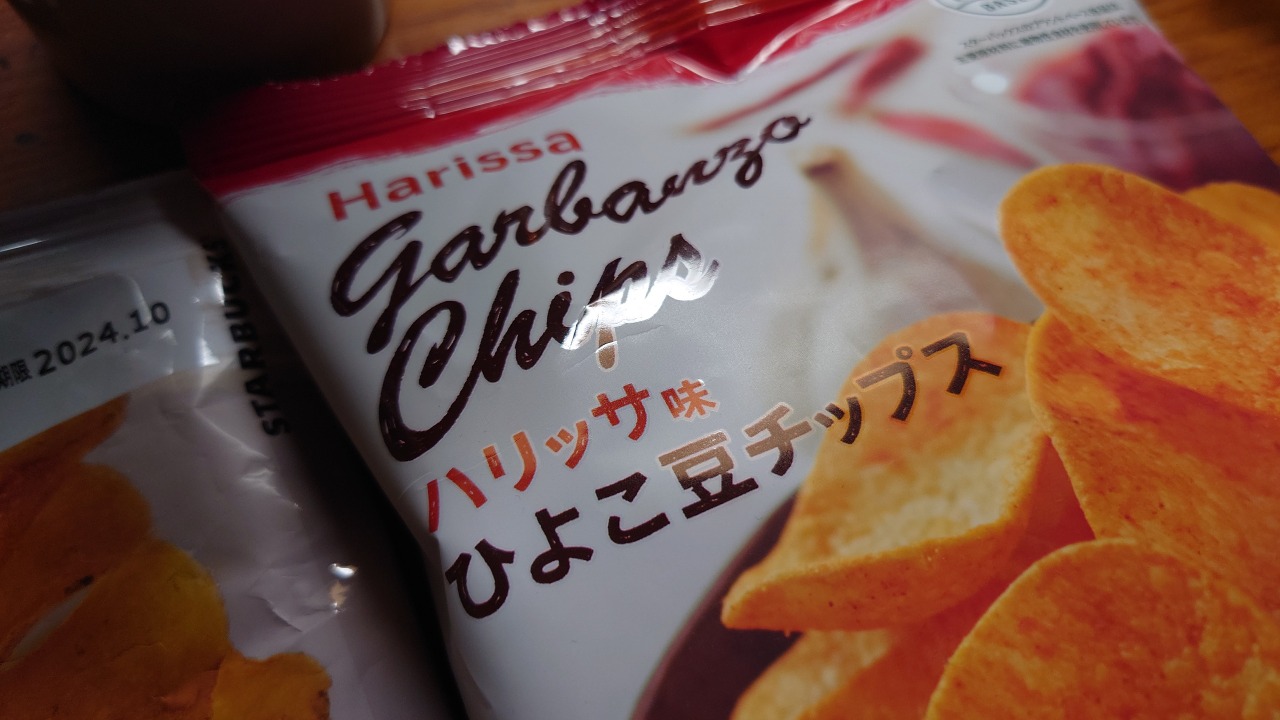 BASE
Harissa
Garbanzo
Chips
ハリッサ味
ひよこ豆チップス
期限 2024.10
STARBUCKS